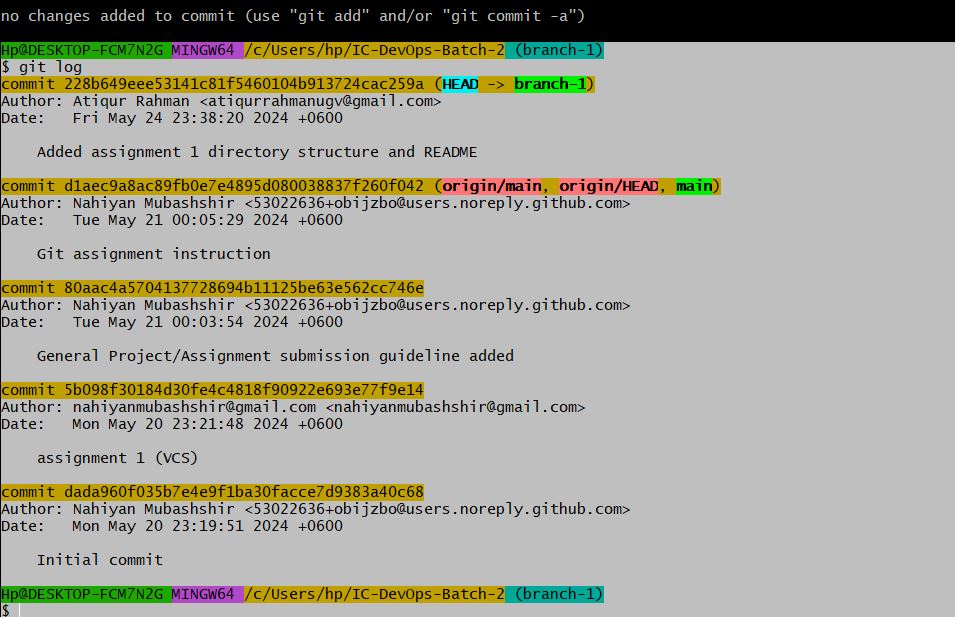 no changes added to commit (use "git add" and/or "git commit -a")
Hp@DESKTOP-FCM7N2G MINGW64 /c/Users/hp/IC-DevOps-Batch-2 (branch-1)
$ git log
commit 228b649eee53141c81f5460104b913724cac259a (HEAD -> branch-1)
Author: Atiqur Rahman <atiqurrahmanugv@gmail.com>
Date:   Fri May 24 23:38:20 2024 +0600
    Added assignment 1 directory structure and README
commit d1aec9a8ac89fb0e7e4895d080038837f260f042 (origin/main, origin/HEAD, main)
Author: Nahiyan Mubashshir <53022636+obijzbo@users.noreply.github.com>
Date:   Tue May 21 00:05:29 2024 +0600
    Git assignment instruction
commit 80aac4a5704137728694b11125be63e562cc746e
Author: Nahiyan Mubashshir <53022636+obijzbo@users.noreply.github.com>
Date:   Tue May 21 00:03:54 2024 +0600
    General Project/Assignment submission guideline added
commit 5b098f30184d30fe4c4818f90922e693e77f9e14
Author: nahiyanmubashshir@gmail.com <nahiyanmubashshir@gmail.com>
Date:   Mon May 20 23:21:48 2024 +0600
    assignment 1 (VCS)
commit dada960f035b7e4e9f1ba30facce7d9383a40c68
Author: Nahiyan Mubashshir <53022636+obijzbo@users.noreply.github.com>
Date:   Mon May 20 23:19:51 2024 +0600
    Initial commit
Hp@DESKTOP-FCM7N2G MINGW64 /c/Users/hp/IC-DevOps-Batch-2 (branch-1)
$